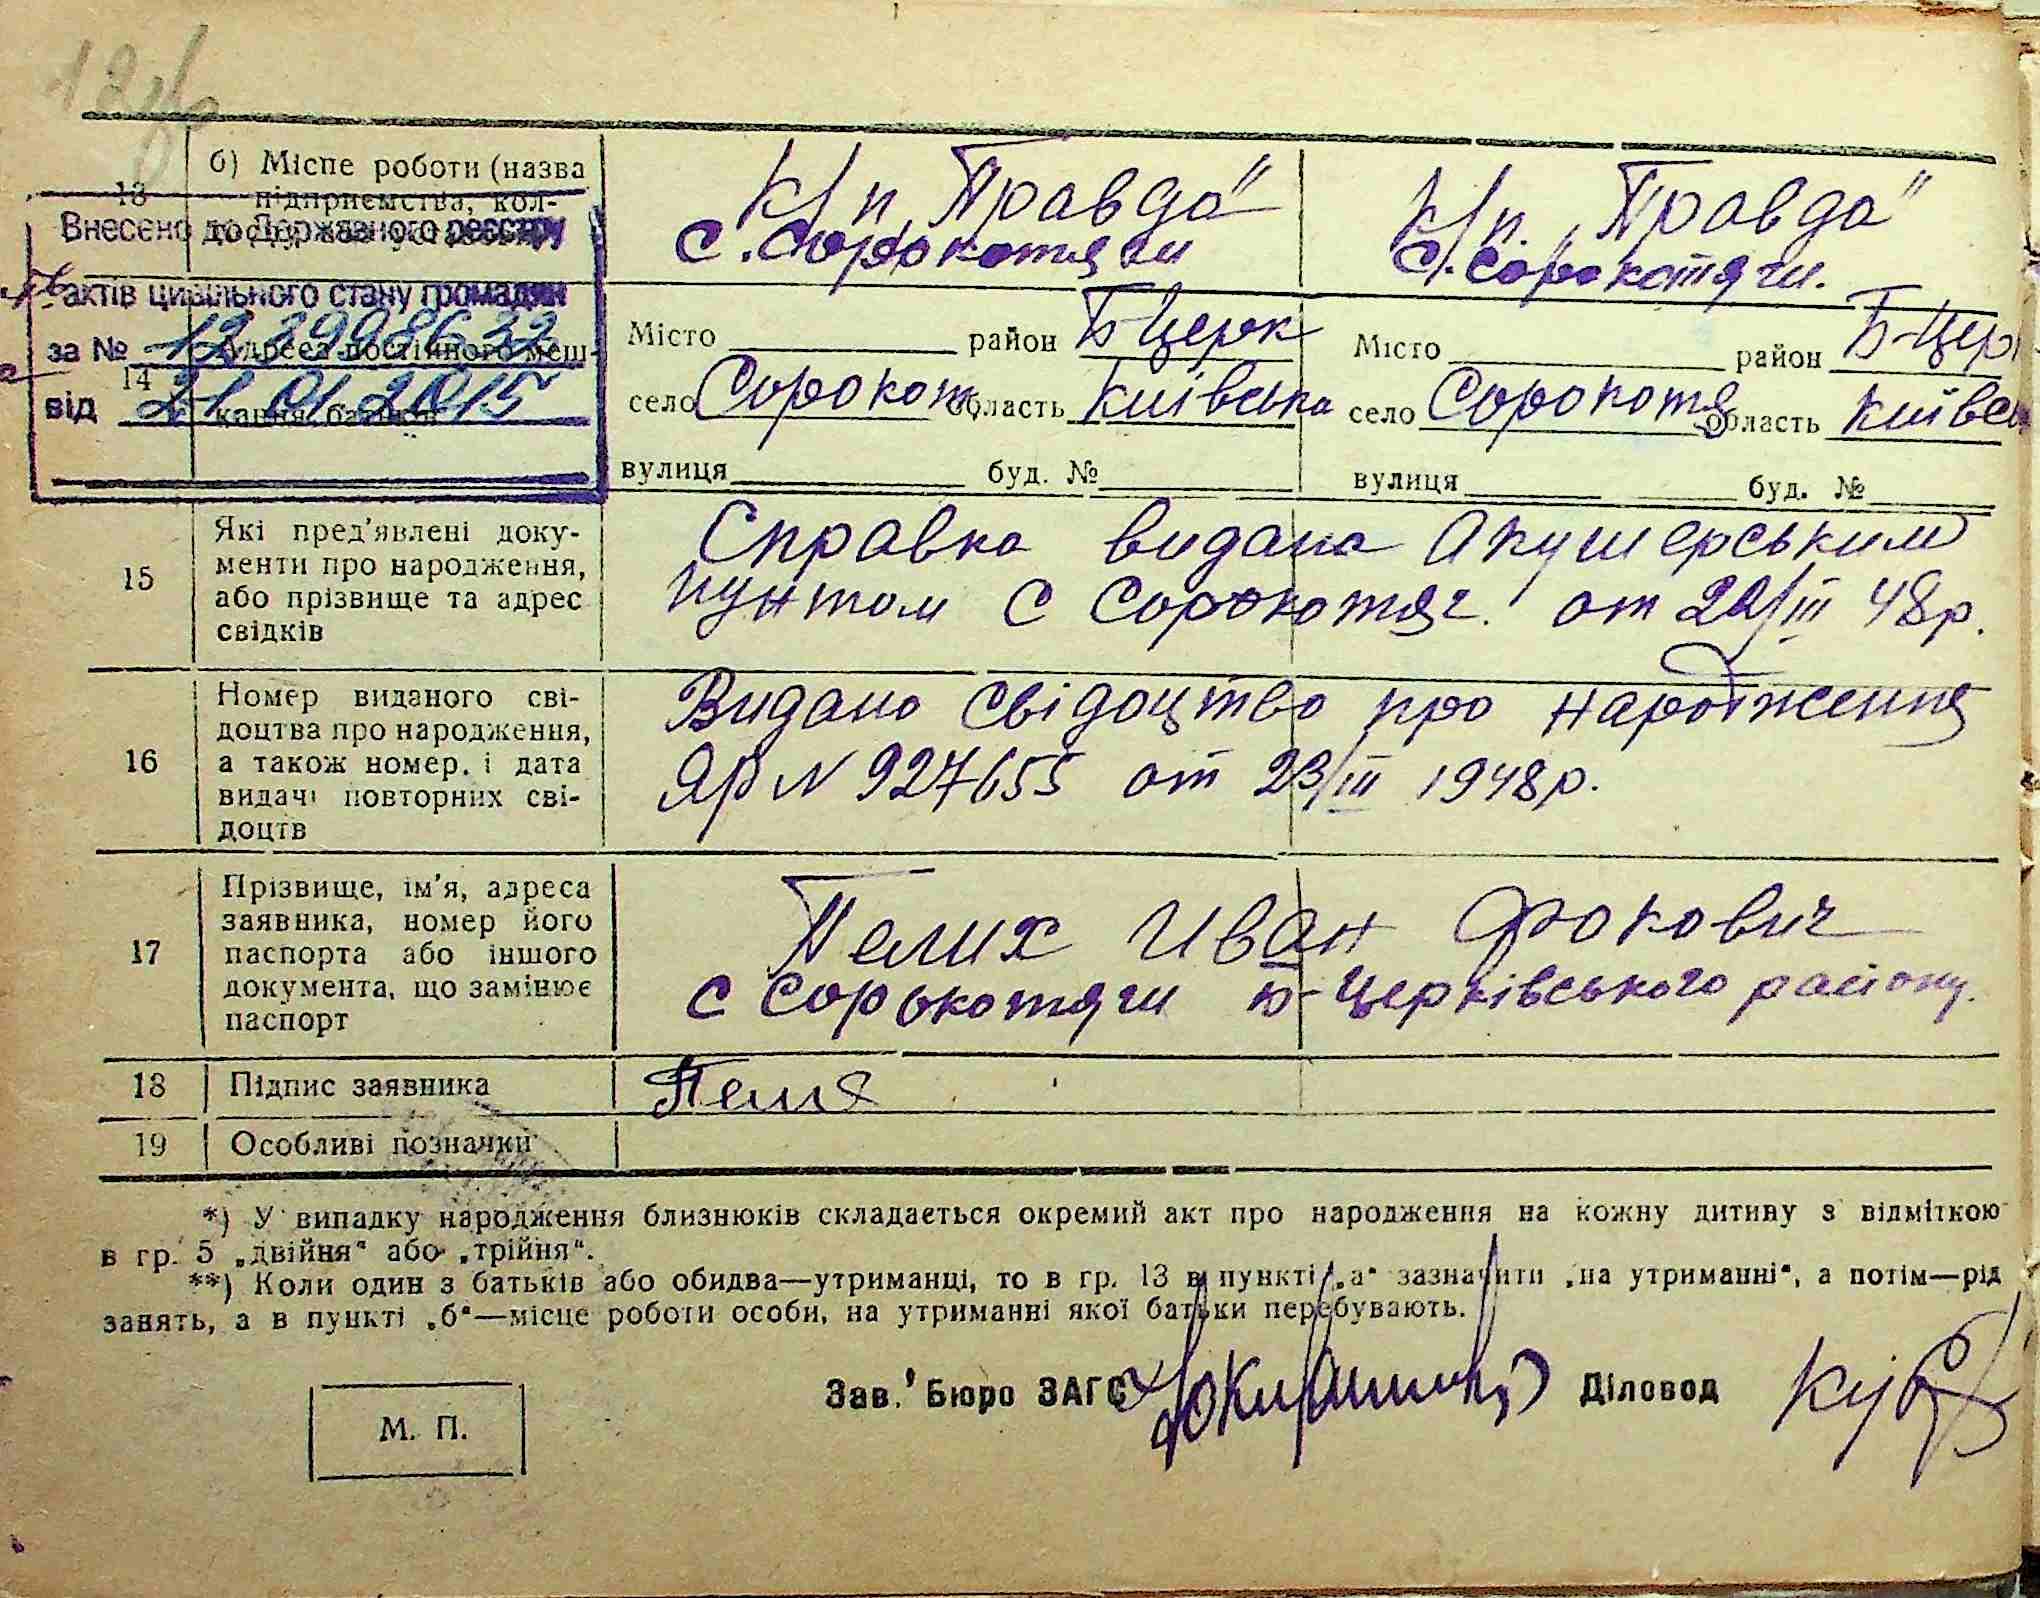 б) Місце роботи (назва
13 підприємства, кол-
К/п „Правда“ К/п. „Правда“
с. Сорокотяги с. Сорокотяги.
Внесено до Державного реєстру
актів цивільного стану громадян
за №
від 21.01.2015
14 Адреса постійного меш-
кання батьків
Місто район Б-Церк Місто район Б-Цер
село Сорокотя область Київська село Сорокотя область Київсь
вулиця буд. № вулиця буд. №
15 Які пред'явлені доку-
менти про народження,
або прізвище та адрес
свідків
Справка видана Акушерським
пунтом с Сорокотяг. от 22/III 48р.
16 Номер виданого сві-
доцтва про народження,
а також номер. і дата
видачі повторних сві-
доцтв
Видано свідоцтво про народження
ЯР N 927655 от 23/III 1948р.
17 Прізвище, ім'я, адреса
заявника, номер його
паспорта або іншого
документа, що замінює
паспорт
Пелих Иван Фокович
с Сорокотяги Б-Церківського району.
18 Підпис заявника
19 Особливі позначки
*) У випадку народження близнюків складається окремий акт про народження на кожну дитину з відміткою
в гр. 5 „двійня“ або „трійня“.
**) Коли один з батьків або обидва—утриманці, то в гр. 13 в пункті „а“ зазначити „на утриманні“, а потім—рід
занять, а в пункті „б“—місце роботи особи, на утриманні якої батьки перебувають.
Зав. Бюро ЗАГС Діловод
М. П.